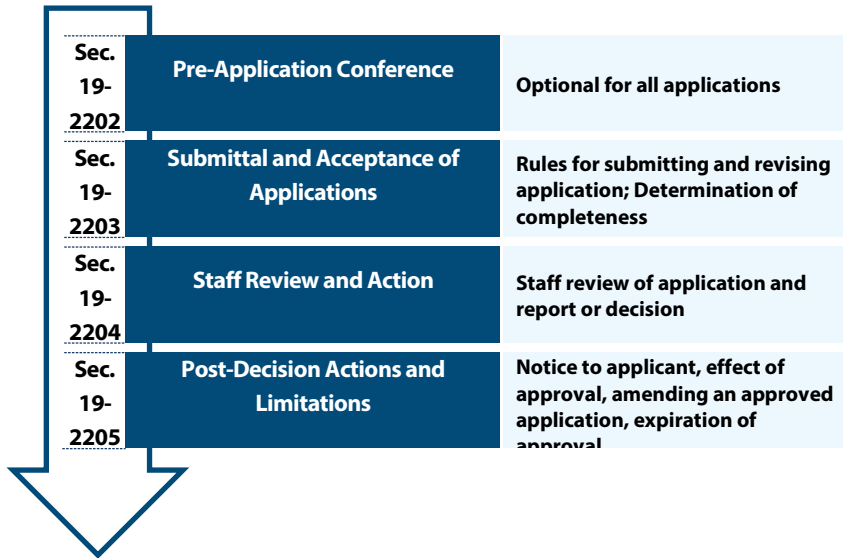 Sec.
19-
2202
Pre-Application Conference
Optional for all applications
Sec.
19-
2203
Submittal and Acceptance of
Applications
Rules for submitting and revising
application; Determination of
completeness
Sec.
19-
2204
Staff Review and Action
Staff review of application and
report or decision
Sec.
19-
2205
Post-Decision Actions and
Limitations
Notice to applicant, effect of
approval, amending an approved
application, expiration of
approval